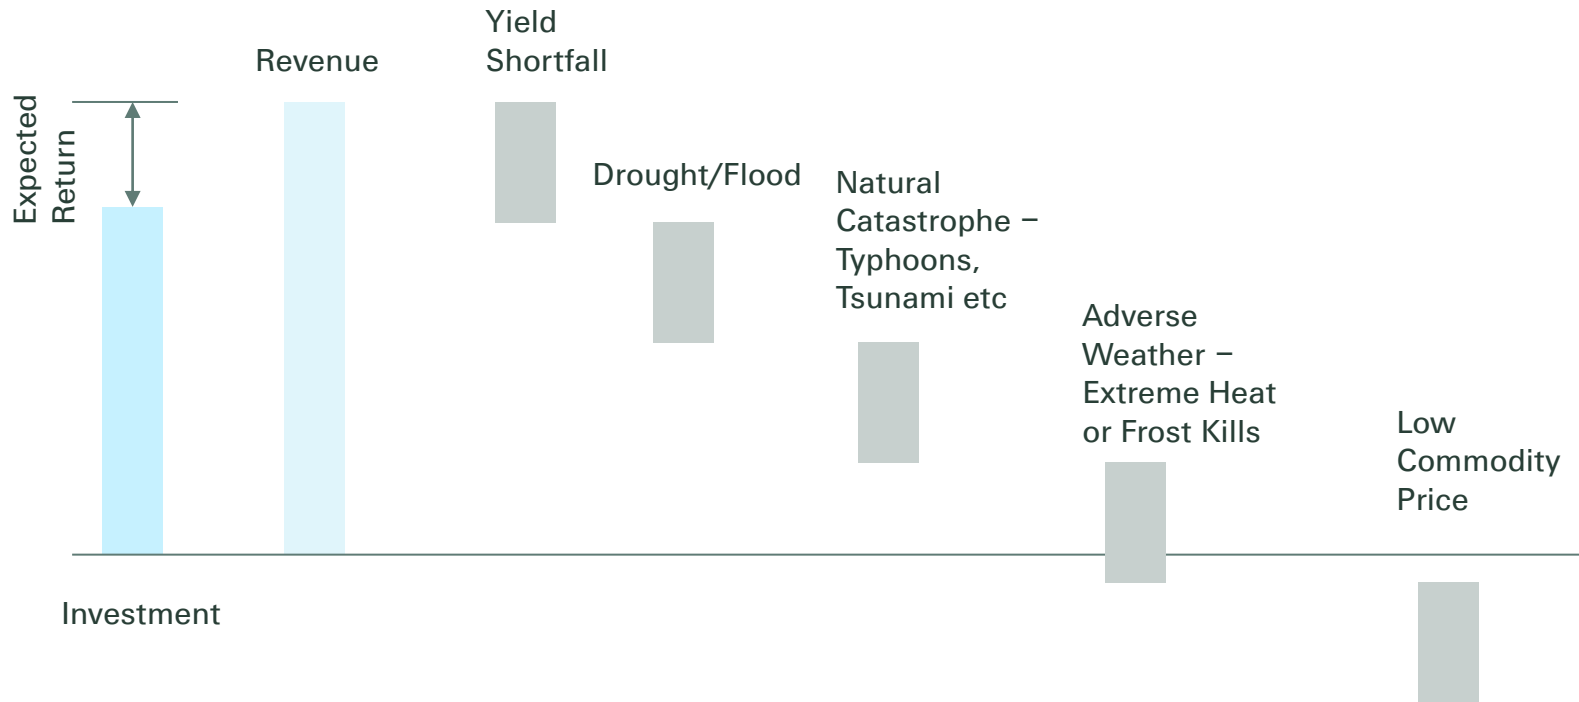 Expected
Return
Investment
Revenue
Yield
Shortfall
Drought/Flood
Natural
Catastrophe –
Typhoons,
Tsunami etc
Adverse
Weather –
Extreme Heat
or Frost Kills
Low
Commodity
Price